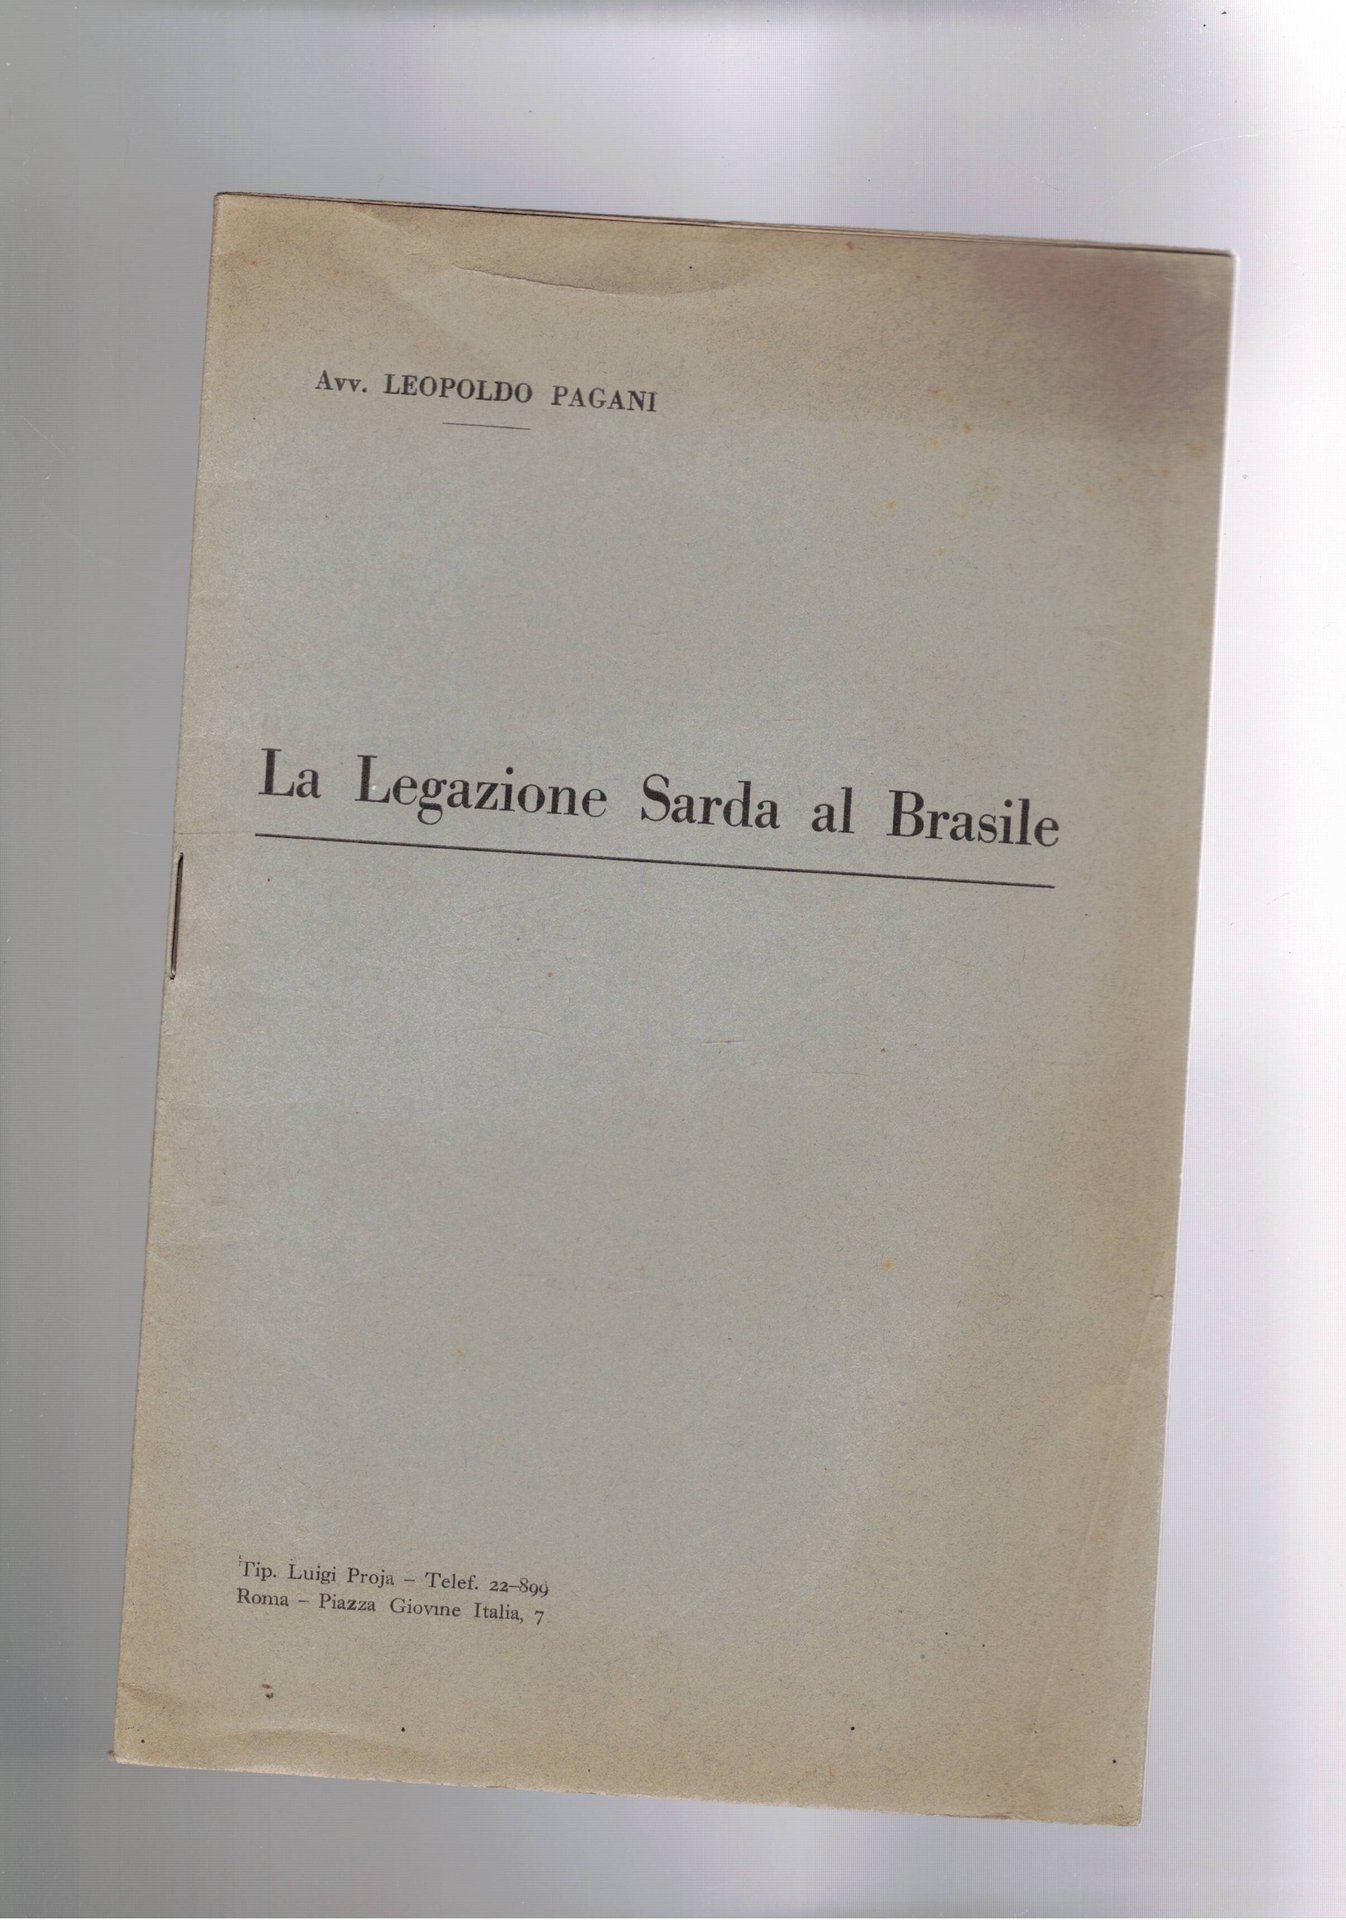 Avv. LEOPOLDO PAGANI
La Legazione Sarda al Brasile
Tip. Luigi Proja – Telef. 22–899
Roma – Piazza Giovine Italia, 7